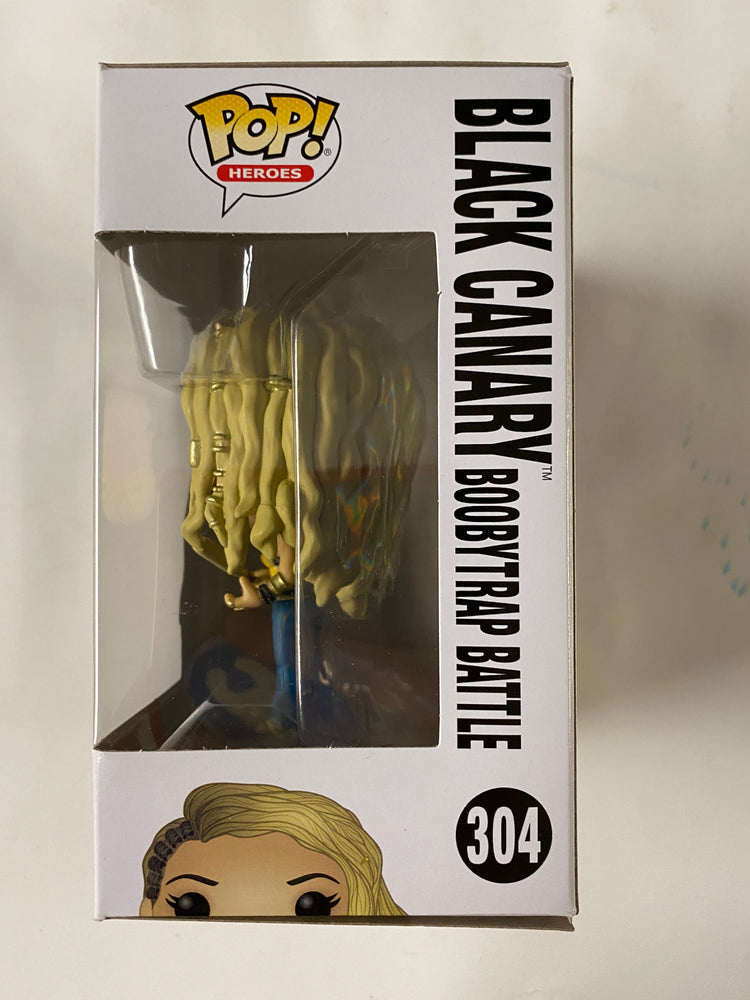 POP!
®
HEROES
BLACK CANARY™
BOOBYTRAP BATTLE
304